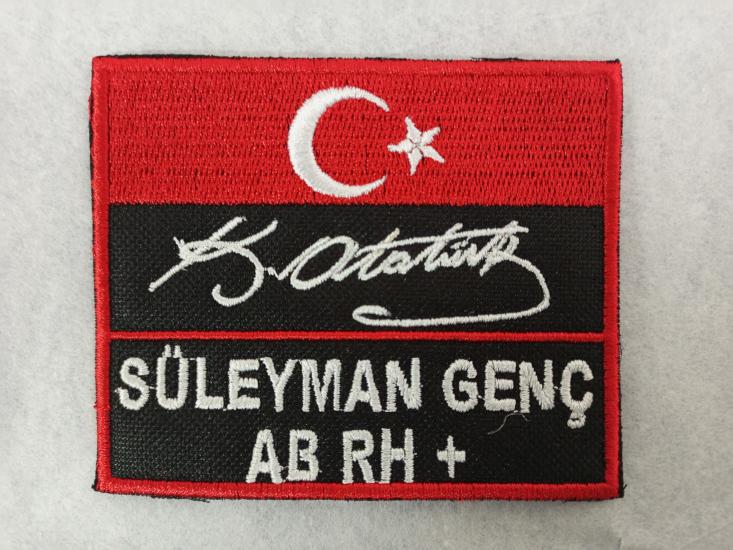 K. Atatürk
SÜLEYMAN GENÇ
AB RH +